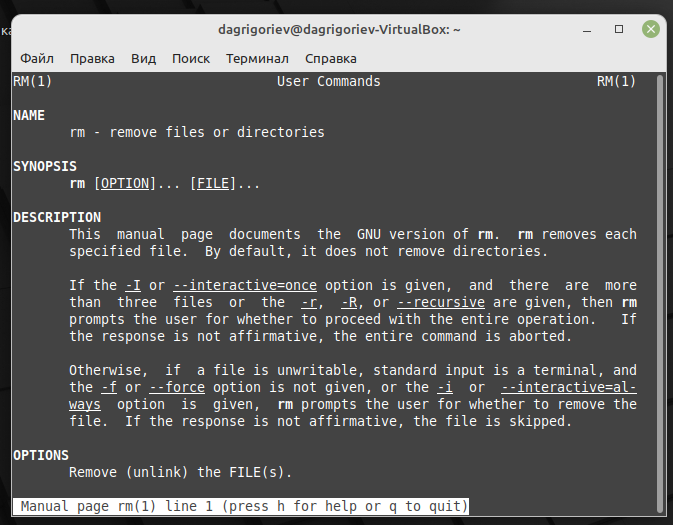 ка
dagrigoriev@dagrigoriev-VirtualBox: ~
Файл Правка Вид Поиск Терминал Справка
RM(1) User Commands RM(1)
NAME
rm - remove files or directories
SYNOPSIS
rm [OPTION]... [FILE]...
DESCRIPTION
This manual page documents the GNU version of rm. rm removes each
specified file. By default, it does not remove directories.
If the -I or --interactive=once option is given, and there are more
than three files or the -r, -R, or --recursive are given, then rm
prompts the user for whether to proceed with the entire operation. If
the response is not affirmative, the entire command is aborted.
Otherwise, if a file is unwritable, standard input is a terminal, and
the -f or --force option is not given, or the -i or --interactive=al-
ways option is given, rm prompts the user for whether to remove the
file. If the response is not affirmative, the file is skipped.
OPTIONS
Remove (unlink) the FILE(s).
Manual page rm(1) line 1 (press h for help or q to quit)